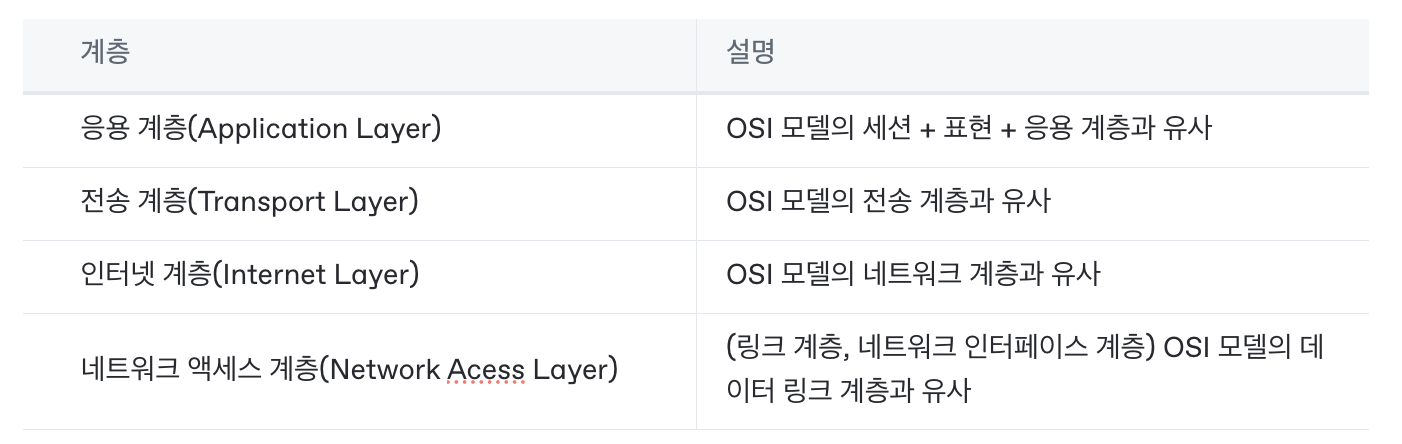 계층 설명
응용 계층(Application Layer) OSI 모델의 세션 + 표현 + 응용 계층과 유사
전송 계층(Transport Layer) OSI 모델의 전송 계층과 유사
인터넷 계층(Internet Layer) OSI 모델의 네트워크 계층과 유사
네트워크 액세스 계층(Network Acess Layer) (링크 계층, 네트워크 인터페이스 계층) OSI 모델의 데
이터 링크 계층과 유사